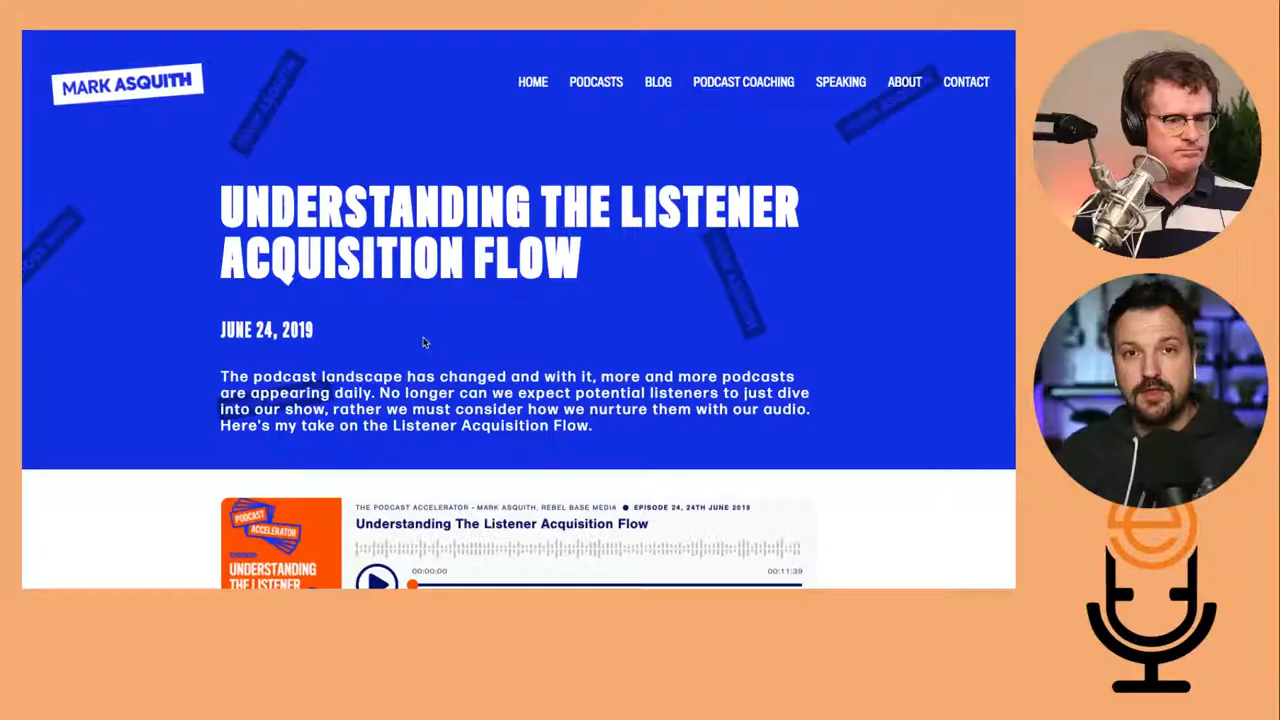 MARK ASQUITH
HOME PODCASTS BLOG PODCAST COACHING SPEAKING ABOUT CONTACT
UNDERSTANDING THE LISTENER
ACQUISITION FLOW
JUNE 24, 2019
The podcast landscape has changed and with it, more and more podcasts
are appearing daily. No longer can we expect potential listeners to just dive
into our show, rather we must consider how we nurture them with our audio.
Here's my take on the Listener Acquisition Flow.
PODCAST
ACCELERATOR
UNDERSTANDING
THE LISTENER
THE PODCAST ACCELERATOR - MARK ASQUITH, REBEL BASE MEDIA ● EPISODE 24, 24TH JUNE 2019
Understanding The Listener Acquisition Flow
00:00:00 00:11:39